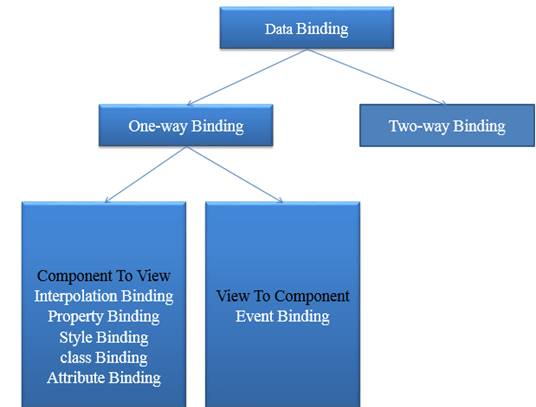 Data Binding
One-way Binding
Two-way Binding
Component To View
Interpolation Binding
Property Binding
Style Binding
class Binding
Attribute Binding
View To Component
Event Binding